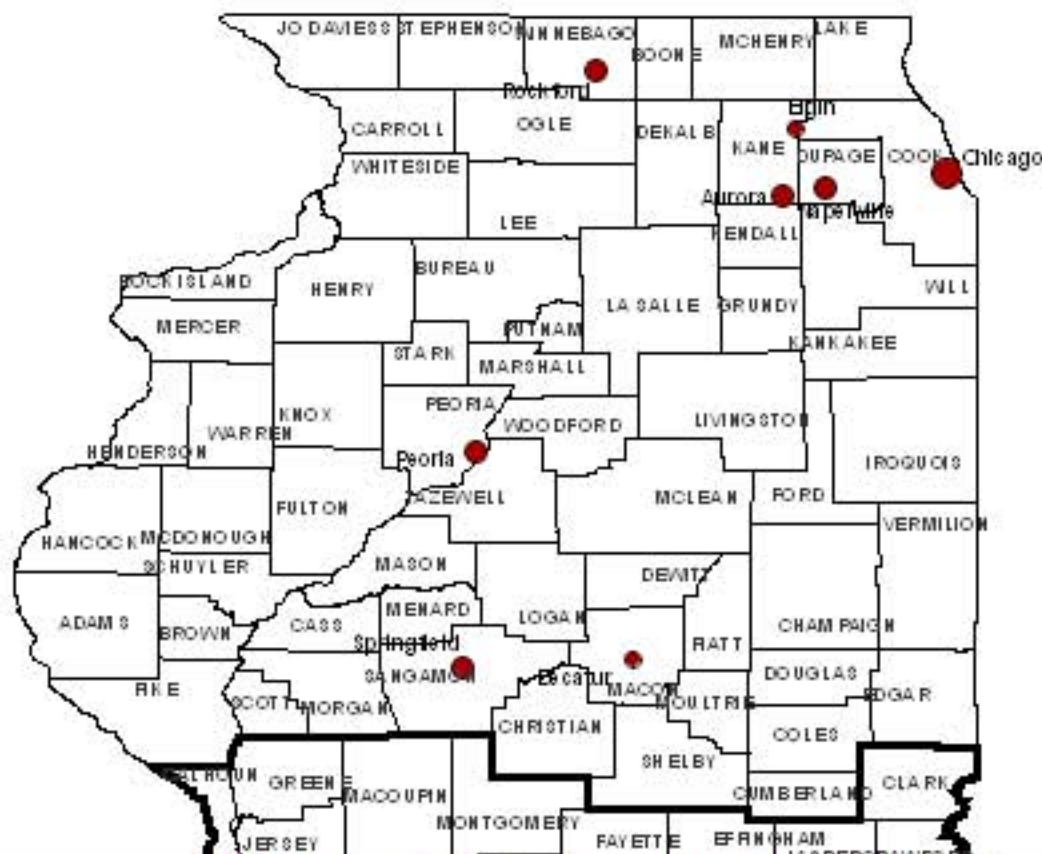 JO DAVIESS
STEPHENSON
WINNEBAGO
BOONE
MCHENRY
LAKE
Rockford
CARROLL
OGLE
DEKALB
Elgin
KANE
DUPAGE
COOK
Chicago
WHITESIDE
LEE
Aurora
Naperville
KENDALL
ROCK ISLAND
HENRY
BUREAU
LA SALLE
GRUNDY
WILL
MERCER
PUTNAM
KANKAKEE
STARK
MARSHALL
KNOX
PEORIA
WARREN
WOODFORD
LIVINGSTON
HENDERSON
Peoria
IROQUOIS
FULTON
TAZEWELL
MCLEAN
FORD
VERMILION
HANCOCK
MCDONOUGH
SCHUYLER
MASON
DEWITT
ADAMS
BROWN
CASS
MENARD
LOGAN
CHAMPAIGN
Springfield
PIATT
PIKE
SANGAMON
Decatur
MACON
DOUGLAS
EDGAR
SCOTT
MORGAN
MOULTRIE
CHRISTIAN
COLES
SHELBY
CALHOUN
GREENE
MACOUPIN
CUMBERLAND
CLARK
MONTGOMERY
JERSEY
FAYETTE
EFFINGHAM